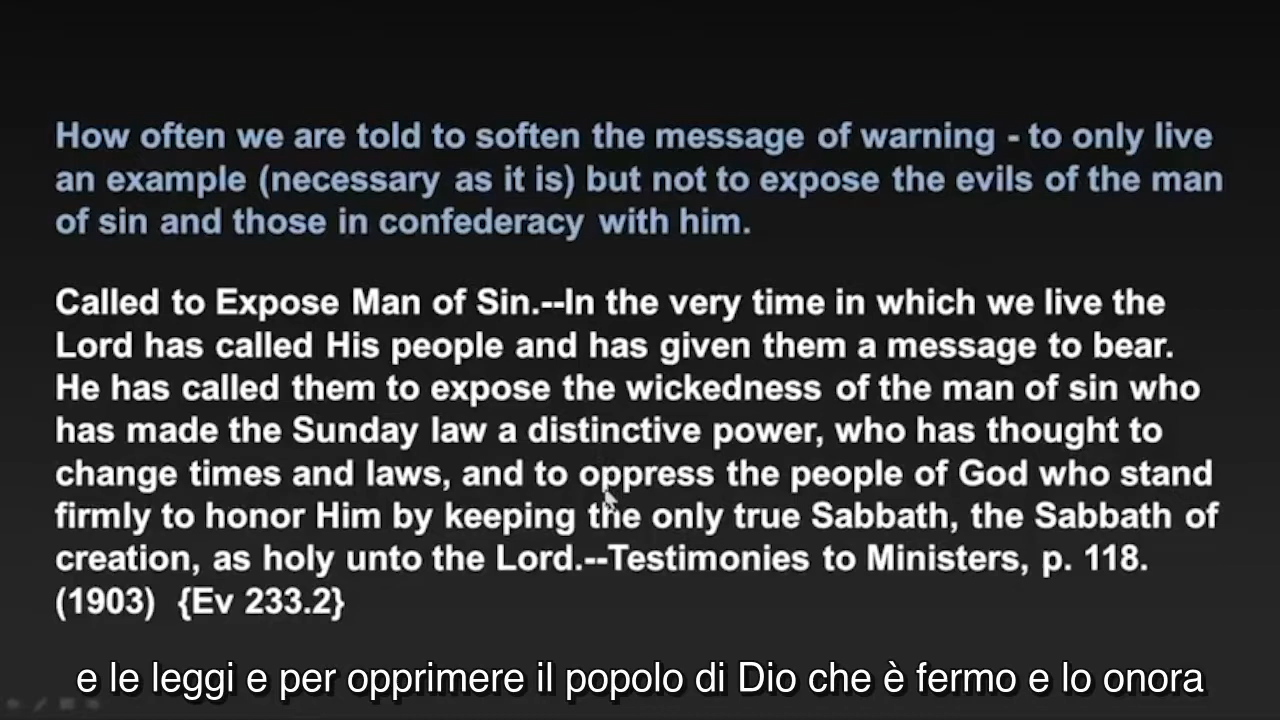 How often we are told to soften the message of warning - to only live
an example (necessary as it is) but not to expose the evils of the man
of sin and those in confederacy with him.
Called to Expose Man of Sin.--In the very time in which we live the
Lord has called His people and has given them a message to bear.
He has called them to expose the wickedness of the man of sin who
has made the Sunday law a distinctive power, who has thought to
change times and laws, and to oppress the people of God who stand
firmly to honor Him by keeping the only true Sabbath, the Sabbath of
creation, as holy unto the Lord.--Testimonies to Ministers, p. 118.
(1903) {Ev 233.2}
e le leggi e per opprimere il popolo di Dio che è fermo e lo onora